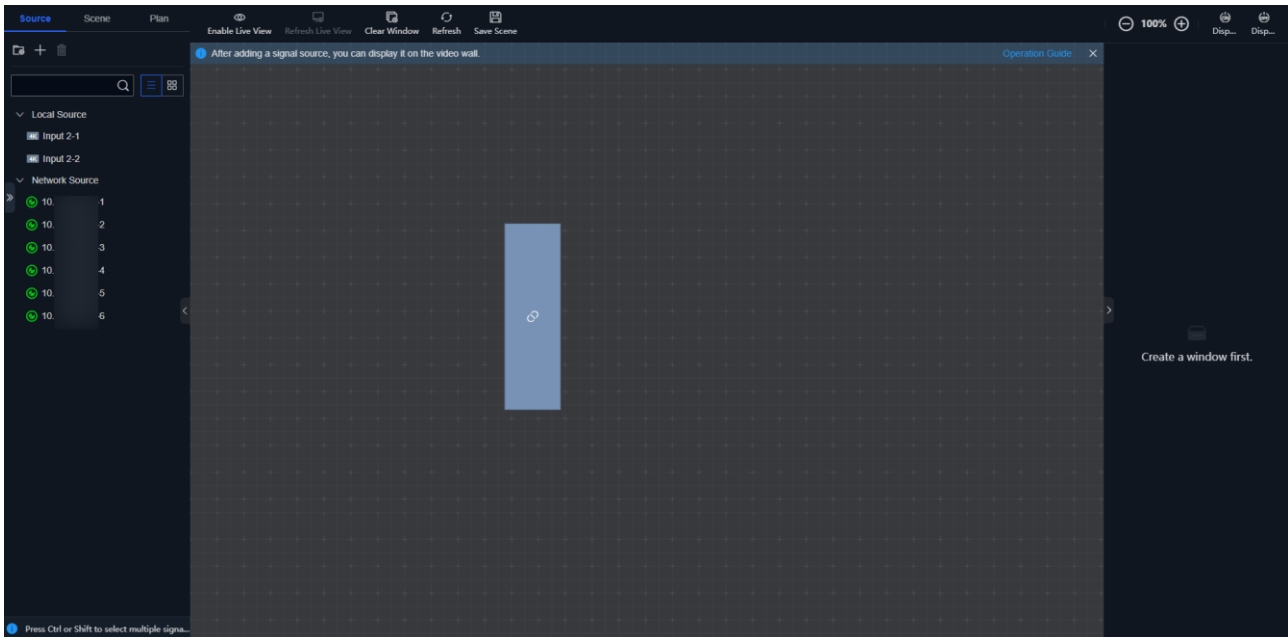 Source Scene Plan
Enable Live View Refresh Live View Clear Window Refresh Save Scene
100%
Disp... Disp...
After adding a signal source, you can display it on the video wall.
Operation Guide
Local Source
4K Input 2-1
4K Input 2-2
Network Source
10. -1
10. -2
10. -3
10. -4
10. -5
10. -6
Create a window first.
Press Ctrl or Shift to select multiple signa...